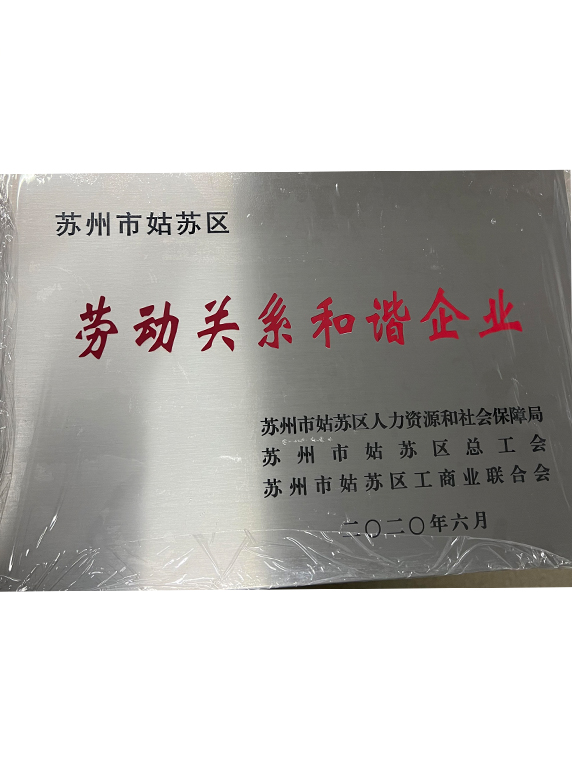 苏州市姑苏区
劳动关系和谐企业
苏州市姑苏区人力资源和社会保障局
苏州市姑苏区总工会
苏州市姑苏区工商业联合会
二〇二〇年六月